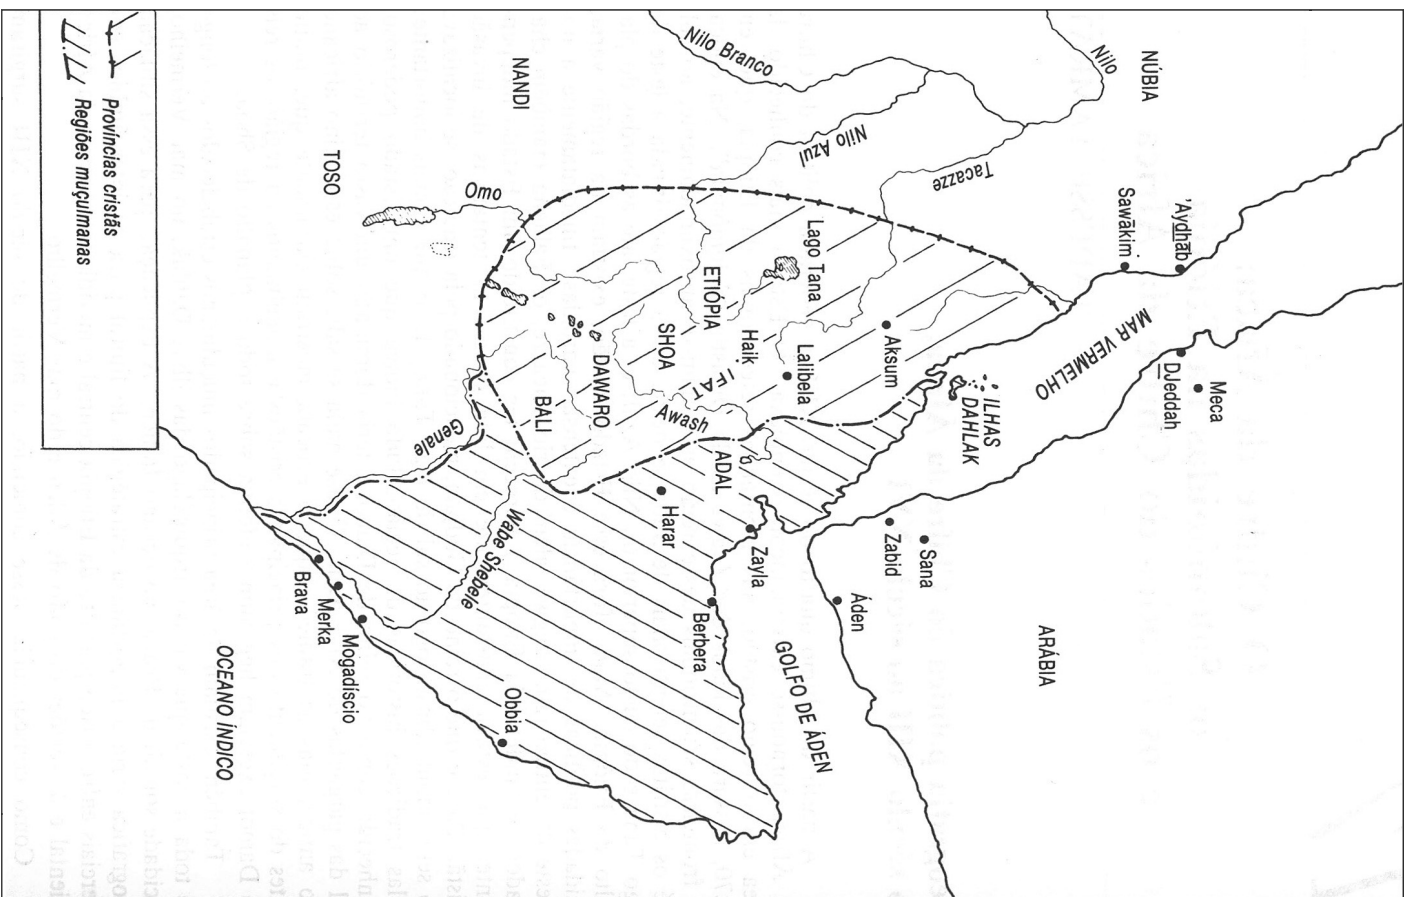 Meca
'Aydhāb
DJeddah
NÚBIA
Sawākim
Nilo
MAR VERMELHO
ARÁBIA
ILHAS
DAHLAK
Tacazze
Sana
Aksum
Zabid
Áden
Nilo Azul
Lago Tana
Lalibela
GOLFO DE ÁDEN
Zayla
Haik
Nilo Branco
IFAT
ADAL
ETIÓPIA
Berbera
Awash
SHOA
Harar
DAWARO
BALI
NANDI
Obbia
Wabe Shebele
Omo
Genale
Mogadiscio
TOSO
Merka
Brava
OCEANO ÍNDICO
Províncias cristãs
Regiões muçulmanas